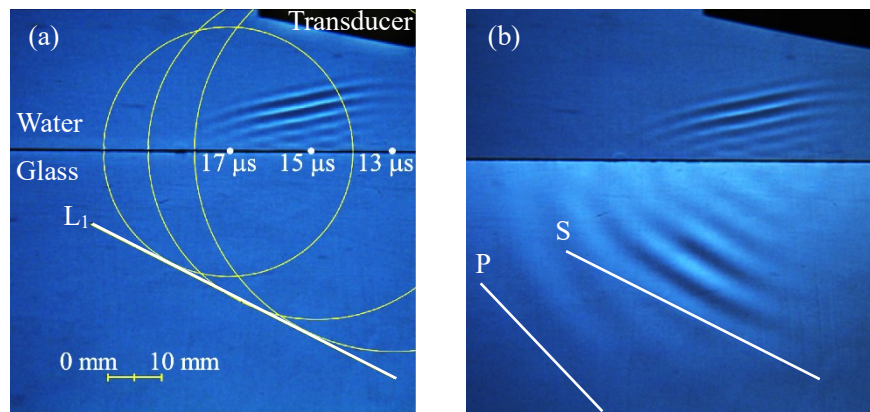 (a)
Transducer
Water
17 µs
15 µs
13 µs
Glass
L1
0 mm
10 mm
(b)
S
P